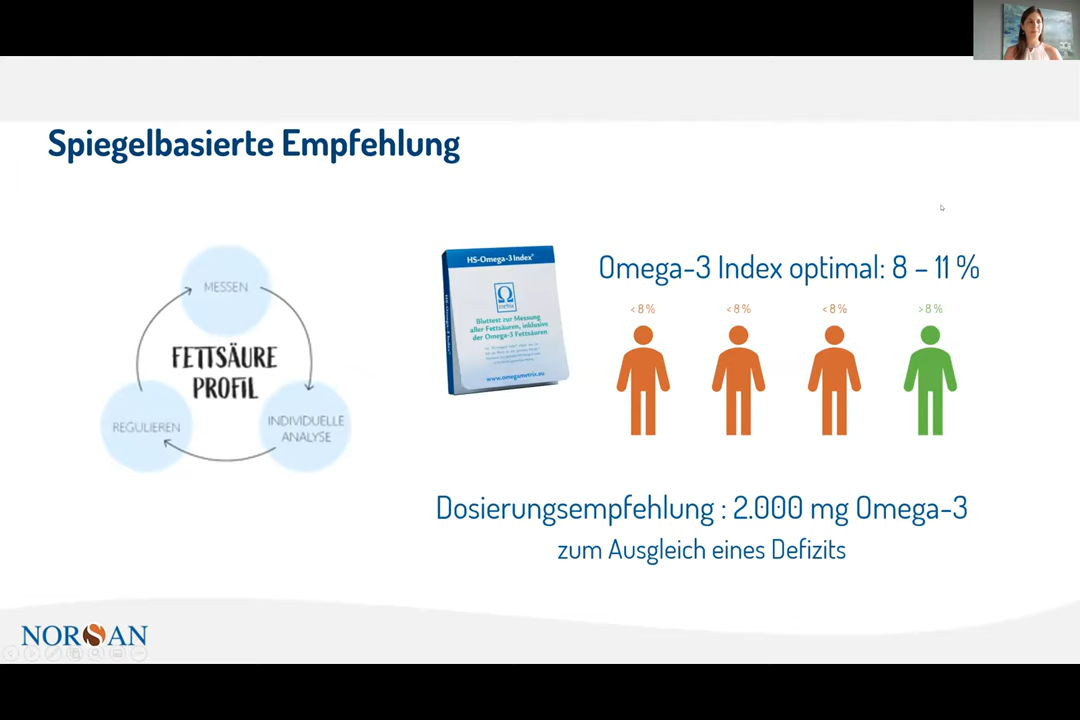 Spiegelbasierte Empfehlung
MESSEN
FETTSÄURE
PROFIL
REGULIEREN
INDIVIDUELLE
ANALYSE
HS-Omega-3 Index®
Ω
Bluttest zur Messung
aller Fettsäuren, inklusive
der Omega-3 Fettsäuren
www.omegametrix.eu
Omega-3 Index optimal: 8 – 11 %
< 8 %
< 8 %
< 8 %
> 8 %
Dosierungsempfehlung : 2.000 mg Omega-3
zum Ausgleich eines Defizits
NORSAN